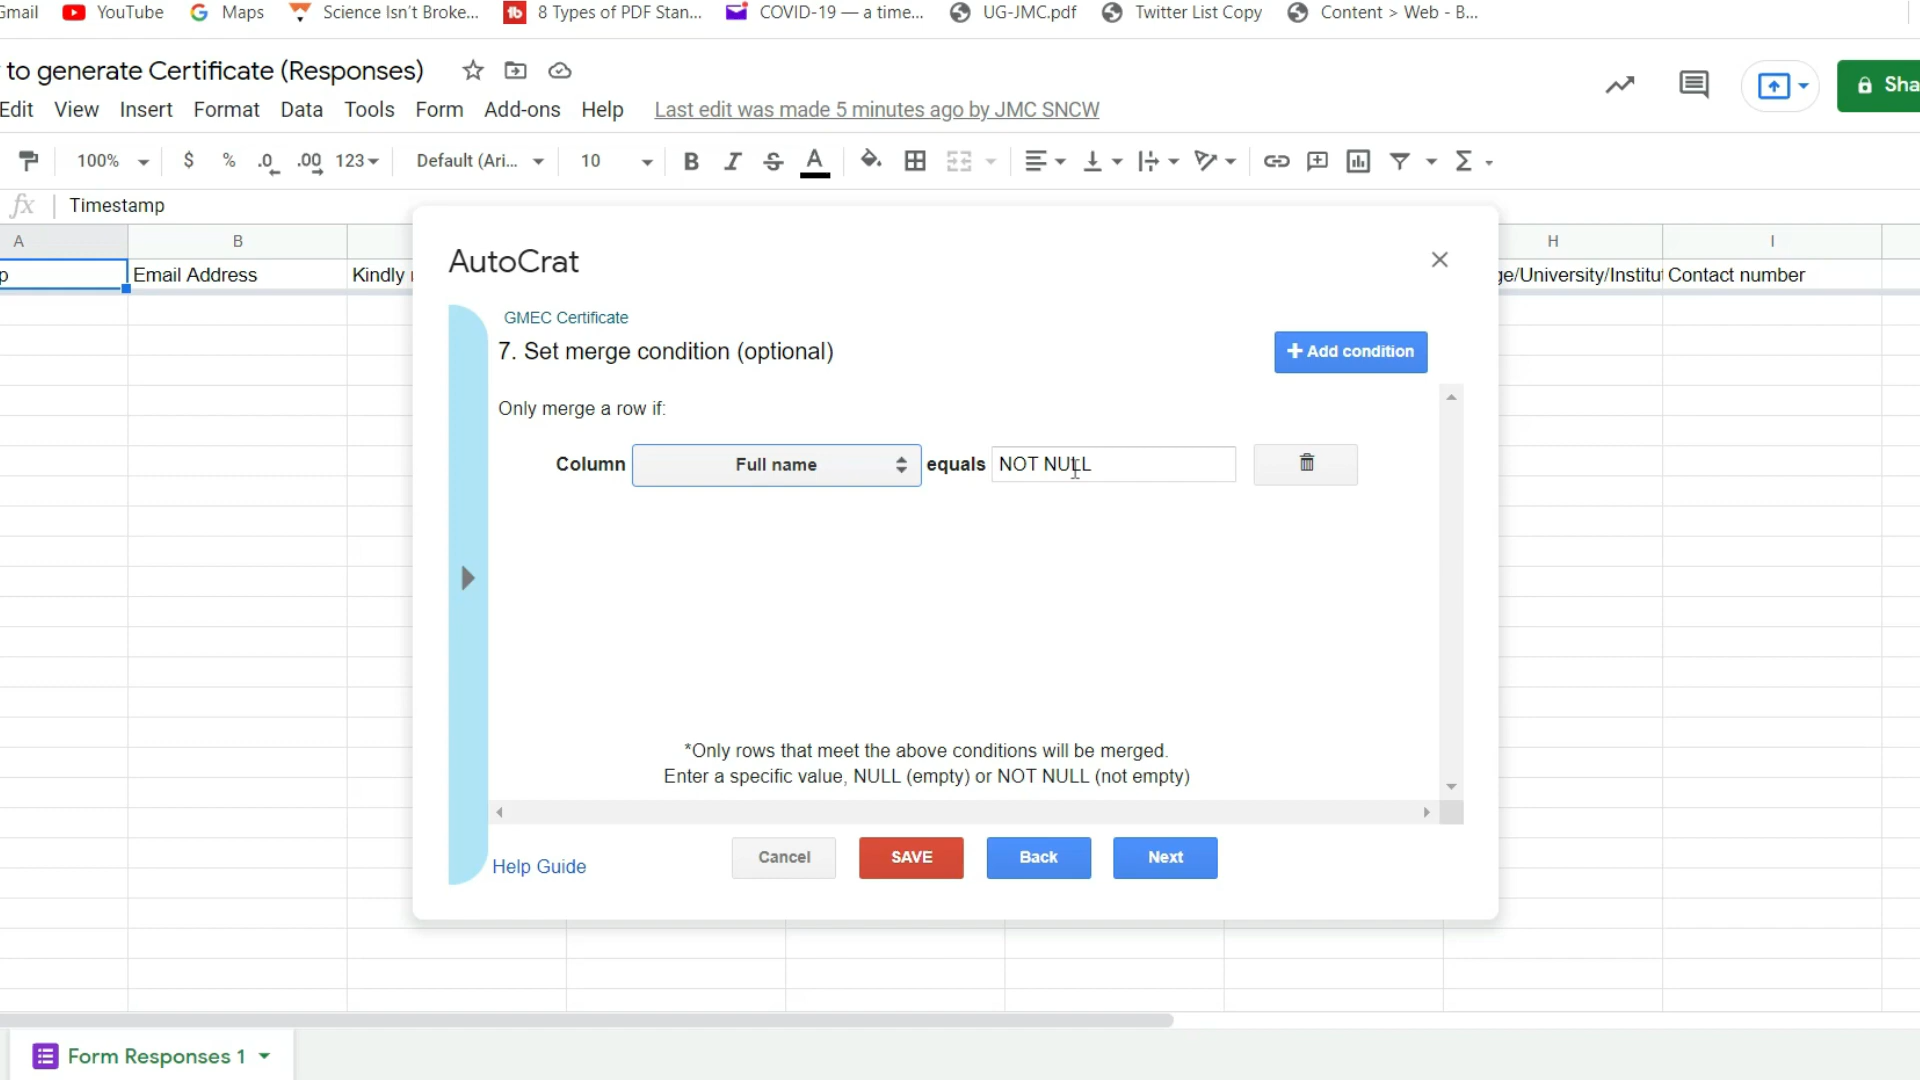 Gmail YouTube Maps Science Isn't Broke... 8 Types of PDF Stan... COVID-19 — a time... UG-JMC.pdf Twitter List Copy Content > Web - B...
to generate Certificate (Responses)
Edit View Insert Format Data Tools Form Add-ons Help Last edit was made 5 minutes ago by JMC SNCW
Sha
100% $ % .0 .00 123 Default (Ari... 10 B I S A
fx Timestamp
A B H I
p Email Address Kindly ge/University/Institu Contact number
AutoCrat
GMEC Certificate
7. Set merge condition (optional)
+ Add condition
Only merge a row if:
Column Full name equals NOT NULL
*Only rows that meet the above conditions will be merged.
Enter a specific value, NULL (empty) or NOT NULL (not empty)
Help Guide Cancel SAVE Back Next
Form Responses 1